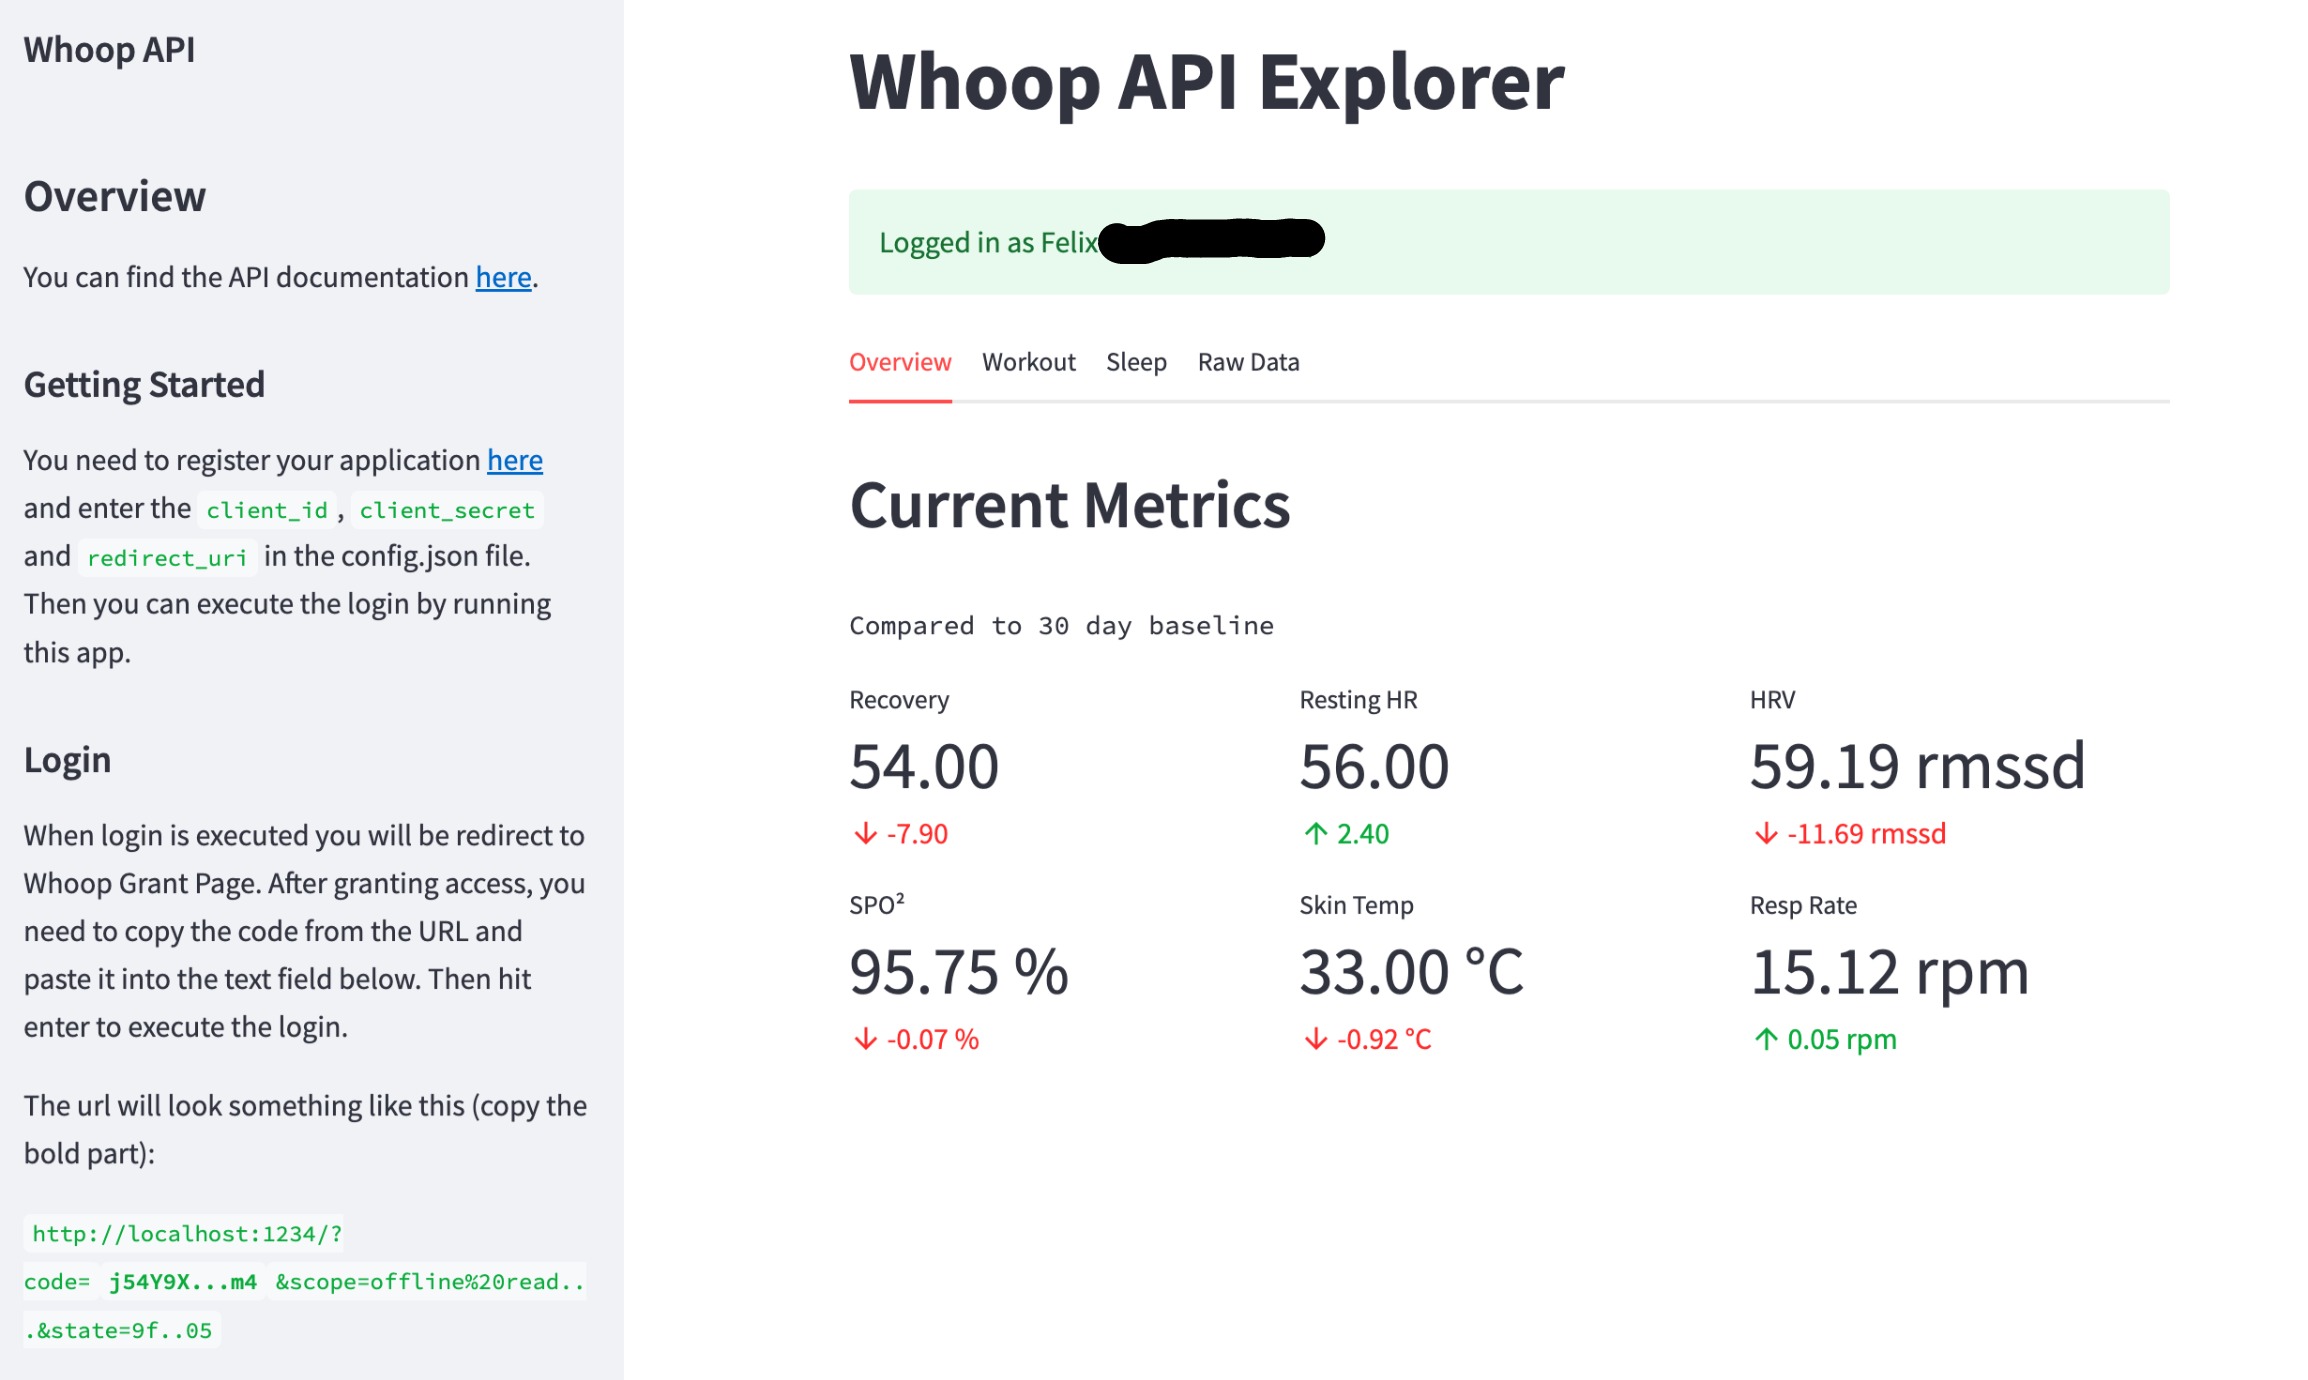 Whoop API
Overview
You can find the API documentation here.
Getting Started
You need to register your application here
and enter the client_id , client_secret
and redirect_uri in the config.json file.
Then you can execute the login by running
this app.
Login
When login is executed you will be redirect to
Whoop Grant Page. After granting access, you
need to copy the code from the URL and
paste it into the text field below. Then hit
enter to execute the login.
The url will look something like this (copy the
bold part):
http://localhost:1234/?
code= j54Y9X...m4 &scope=offline%20read..
.&state=9f..05
Whoop API Explorer
Logged in as Felix
Overview Workout Sleep Raw Data
Current Metrics
Compared to 30 day baseline
Recovery Resting HR HRV
54.00 56.00 59.19 rmssd
↓ -7.90 ↑ 2.40 ↓ -11.69 rmssd
SPO² Skin Temp Resp Rate
95.75 % 33.00 °C 15.12 rpm
↓ -0.07 % ↓ -0.92 °C ↑ 0.05 rpm